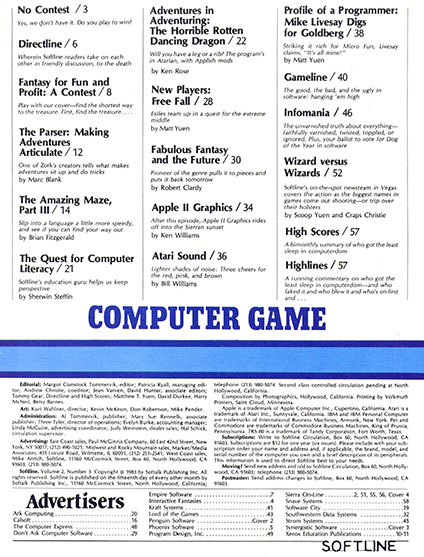 No Contest / 3
Yes, we don't have it. Do you play to win?
Directline / 6
Wherein Softline readers take on each
other in friendly discussion, to the death
Fantasy for Fun and
Profit: A Contest / 8
Play with our cover—find the shortest way
to the treasure. First, find the treasure. . . .
The Parser: Making
Adventures
Articulate / 12
One of Zork's creators tells what makes
adventures sit up and do tricks
by Marc Blank
The Amazing Maze,
Part III / 14
Slip into a language a little more speedy,
and see if you can find your way out
by Brian Fitzgerald
The Quest for Computer
Literacy / 21
Softline's education guru helps us keep
perspective
by Sherwin Steffin
Adventures in
Adventuring:
The Horrible Rotten
Dancing Dragon / 22
Will you have a leg or a rib? The program's
in Atarian, with Applish mods
by Ken Rose
New Players:
Free Fall / 28
Exiles team up in a quest for the extreme
middle
by Matt Yuen
Fabulous Fantasy
and the Future / 30
Pioneer of the genre pulls it to pieces and
puts it back tomorrow
by Robert Clardy
Apple II Graphics / 34
After this episode, Apple II Graphics rides
off into the Sierran sunset
by Ken Williams
Atari Sound / 36
Lighter shades of noise: Three cheers for
the red, pink, and brown
by Bill Williams
Profile of a Programmer:
Mike Livesay Digs
for Goldberg / 38
Striking it rich for Micro Fun, Livesay
claims, "It's all mine!"
by Matt Yuen
Gameline / 40
The good, the bad, and the ugly in
software: hanging 'em high
Infomania / 46
The unvarnished truth about everything—
faithfully varnished, twisted, toppled, or
ignored. Plus, your ballot to vote for Dog
of the Year in software
Wizard versus
Wizards / 52
Softline's on-the-spot newsteam in Vegas
covers the action as the biggest names in
games come out shooting—or trip over
their holsters
by Scoop Yuen and Craps Christie
High Scores / 57
A bimonthly summary of who got the least
sleep in computerdom
Highlines / 57
A running commentary on who got the
least sleep in computerdom—and who
faked it and who blew it and who's on first
and . . .
COMPUTER GAME
Editorial: Margot Comstock Tommervik, editor; Patricia Ryall, managing edi-
tor; Andrew Christie, coeditor; Jean Varven, David Hunter, associate editors;
Tommy Gear, Directline and High Scores; Matthew T. Yuen, David Durkee, Harry
McNoil, Betsy Barnes.
Art: Kurt Wahlner, director; Kevin McKeon, Don Roberson, Mike Pender.
Administration: Al Tommervik, publisher; Mary Sue Rennells, associate
publisher; Three Tyler, director of operations; Evelyn Burke, accounting manager;
Linda McGuire, advertising coordinator; Judy Weinstein, dealer sales; Hal Schick,
circulation supervisor.
Advertising: East Coast sales, Paul McGinnis Company, 60 East 42nd Street, New
York, NY 10017, (212) 490-1021; Midwest and Rocky Mountain sales, Market/Media
Associates, 435 Locust Road, Wilmette, IL 60091, (312) 251-2541; West Coast sales,
Mike Antich, Softline, 11160 McCormick Street, Box 60, North Hollywood, CA
91603, (213) 980-5074.
Softline. Volume 2, Number 3. Copyright © 1983 by Softalk Publishing Inc. All
rights reserved. Softline is published on the fifteenth day of every other month by
Softalk Publishing Inc., 11160 McCormick Street, North Hollywood, California;
telephone (213) 980-5074. Second class controlled circulation pending at North
Hollywood, California.
Composition by Photographics, Hollywood, California. Printing by Volkmuth
Printers, Saint Cloud, Minnesota.
Apple is a trademark of Apple Computer Inc., Cupertino, California. Atari is a
trademark of Atari Inc., Sunnyvale, California. IBM and IBM Personal Computer
are trademarks of International Business Machines, Armonk, New York. Pet and
Commodore are trademarks of Commodore Business Machines, King of Prussia,
Pennsylvania. TRS-80 is a trademark of Tandy Corporation, Fort Worth, Texas.
Subscriptions: Write to Softline Circulation, Box 60, North Hollywood, CA
91603. Subscriptions are $12 for one year (six issues). Please include with your sub-
scription order your name and address and, if applicable, the brand, model, and
serial number of the computer you own and a brief description of its peripherals.
This information is used to make Softline best to your needs.
Moving? Send new address and old to Softline Circulation, Box 60, North Holly-
wood, CA 91603; telephone (213) 980-5074.
Postmaster: Send address changes to Softline, Box 60, North Hollywood, CA
91603.
Advertisers
Ark Computing 20
Calsoft 16
The Computer Express 48
Don't Ask Computer Software 29
Empire Software 7
Interactive Fantasies 4
Kraft Systems 41
Lord of the Games 43
Penguin Software Cover 2
Phoenix Software 9
Program Design, Inc. 49
Sierra On-Line 2, 51, 55, 56, Cover 4
Snave Systems 58
Software City 19
Southwestern Data Systems 32
Strom Systems 45
Synergistic Software Cover 3
Xerox Education Publications 10-11
SOFTLINE